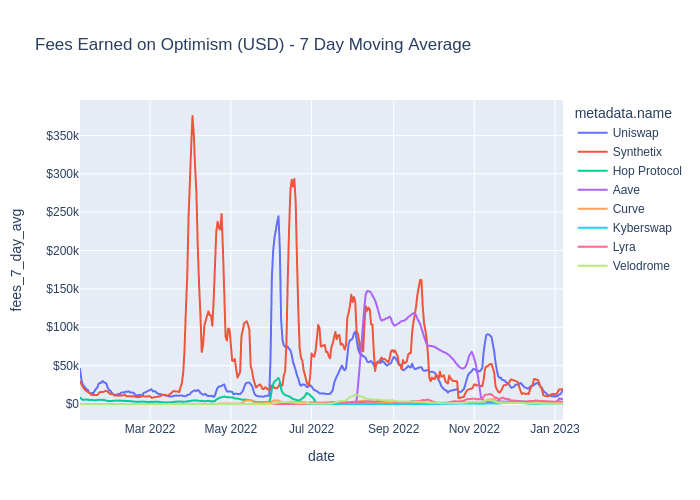 Fees Earned on Optimism (USD) - 7 Day Moving Average
metadata.name
Uniswap
Synthetix
Hop Protocol
Aave
Curve
Kyberswap
Lyra
Velodrome
fees_7_day_avg
$350k
$300k
$250k
$200k
$150k
$100k
$50k
$0
Mar 2022 May 2022 Jul 2022 Sep 2022 Nov 2022 Jan 2023
date